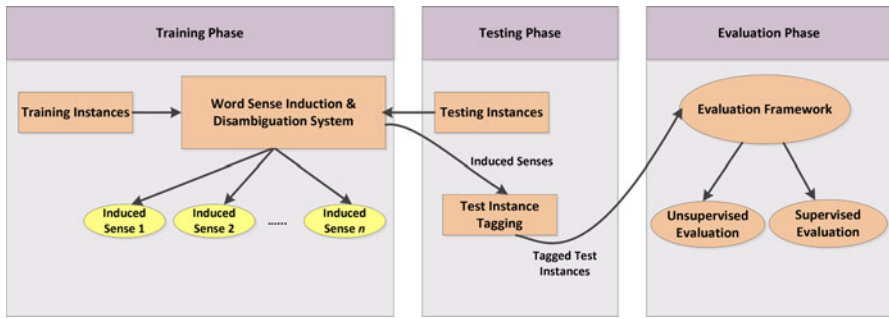 Training Phase
Training Instances
Word Sense Induction &
Disambiguation System
Induced
Sense 1
Induced
Sense 2
......
Induced
Sense n
Testing Phase
Testing Instances
Induced Senses
Test Instance
Tagging
Tagged Test
Instances
Evaluation Phase
Evaluation Framework
Unsupervised
Evaluation
Supervised
Evaluation